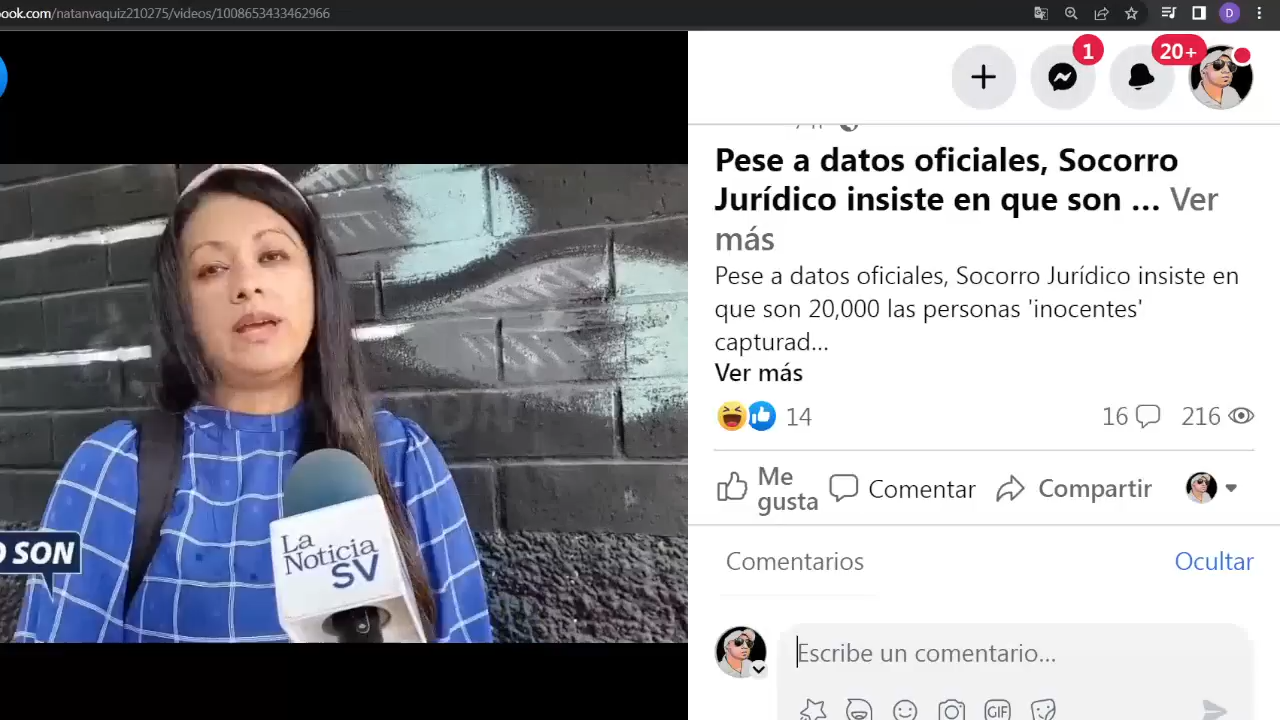 book.com/natanvaquiz210275/videos/1008653433462966
D
1
20+
Pese a datos oficiales, Socorro
Jurídico insiste en que son ... Ver
más
Pese a datos oficiales, Socorro Jurídico insiste en
que son 20,000 las personas 'inocentes'
capturad...
Ver más
14
16
216
Me
gusta
Comentar
Compartir
Comentarios
Ocultar
Escribe un comentario...
GIF
La
Noticia
SV
O SON